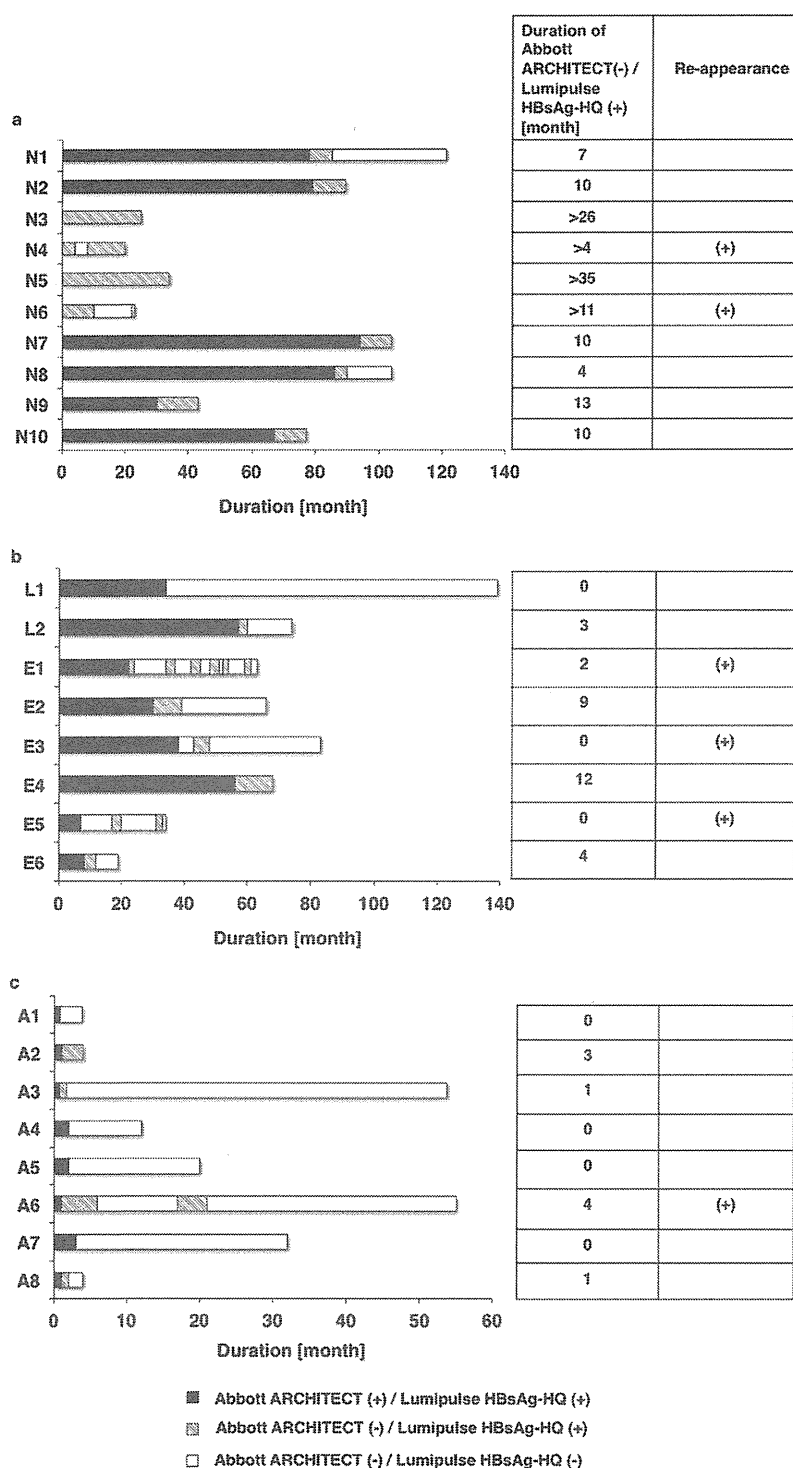 Duration of
Abbott
ARCHITECT(-) /
Lumipulse
HBsAg-HQ (+)
[month]
Re-appearance
a
N1 7
N2 10
N3 >26
N4 >4 (+)
N5 >35
N6 >11 (+)
N7 10
N8 4
N9 13
N10 10
0 20 40 60 80 100 120 140
Duration [month]
b
L1 0
L2 3
E1 2 (+)
E2 9
E3 0 (+)
E4 12
E5 0 (+)
E6 4
0 20 40 60 80 100 120 140
Duration [month]
c
A1 0
A2 3
A3 1
A4 0
A5 0
A6 4 (+)
A7 0
A8 1
0 10 20 30 40 50 60
Duration [month]
Abbott ARCHITECT (+) / Lumipulse HBsAg-HQ (+)
Abbott ARCHITECT (-) / Lumipulse HBsAg-HQ (+)
Abbott ARCHITECT (-) / Lumipulse HBsAg-HQ (-)